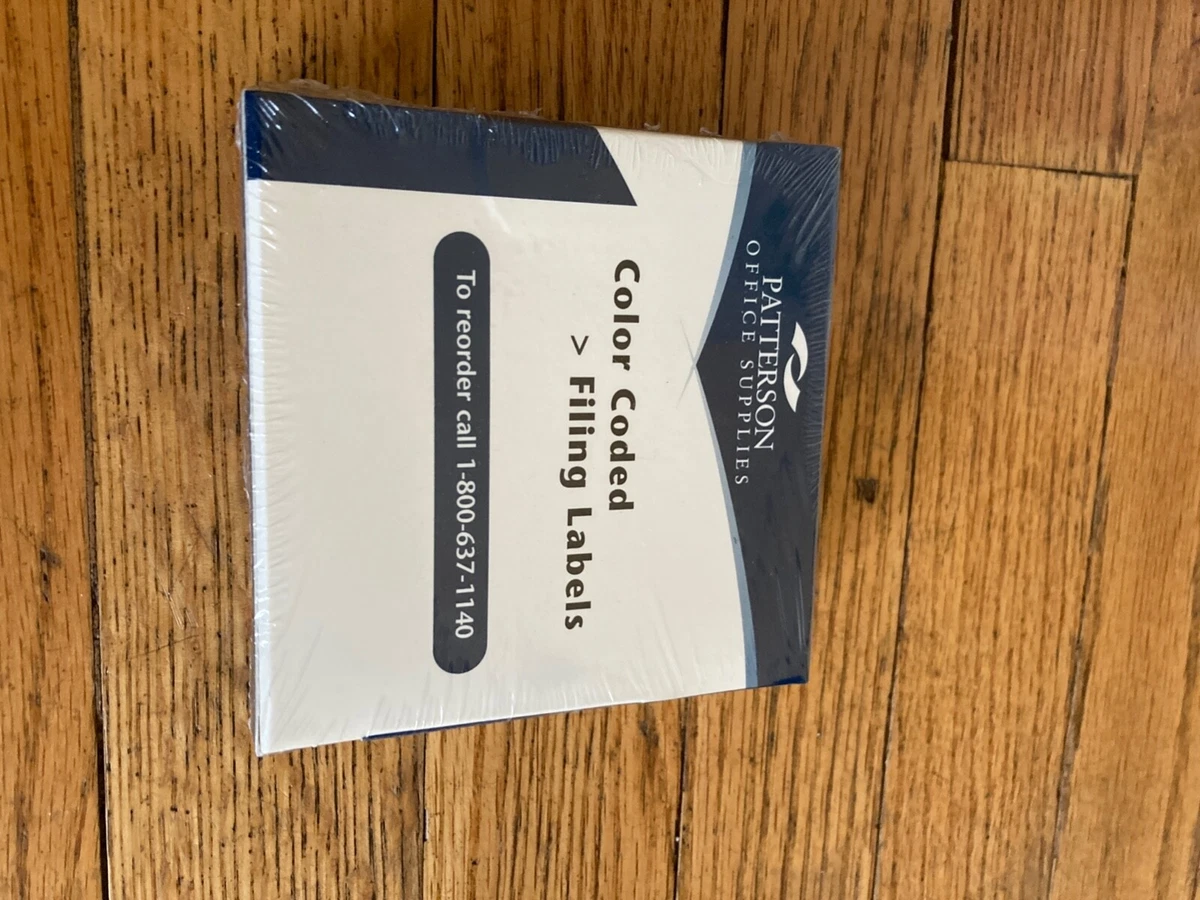 PATTERSON
OFFICE SUPPLIES
Color Coded
> Filing Labels
To reorder call 1-800-637-1140